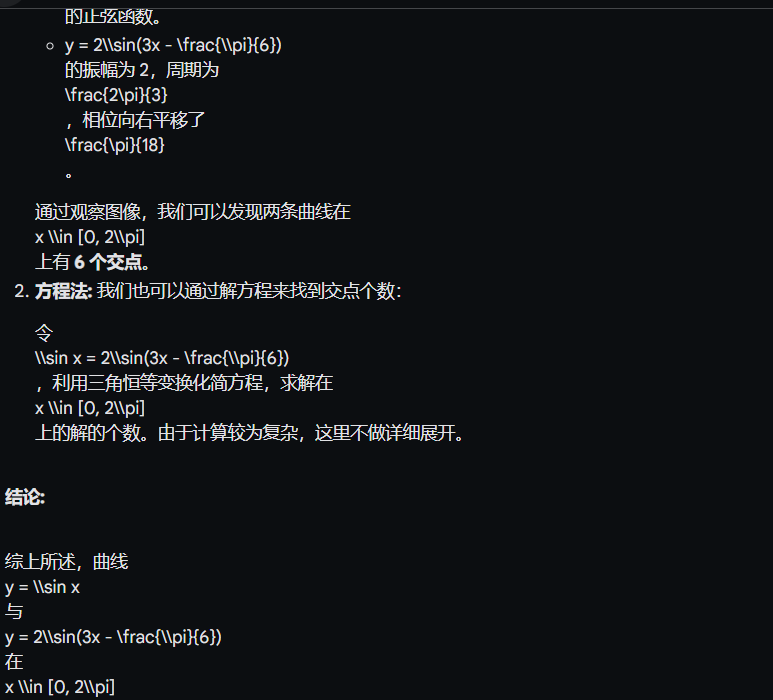 的正弦函数。
○ y = 2\\sin(3x - \frac{\\pi}{6})
的振幅为 2，周期为
\frac{2\pi}{3}
，相位向右平移了
\frac{\pi}{18}
。
通过观察图像，我们可以发现两条曲线在
x \\in [0, 2\\pi]
上有 6 个交点。
2. 方程法: 我们也可以通过解方程来找到交点个数：
令
\\sin x = 2\\sin(3x - \frac{\\pi}{6})
，利用三角恒等变换化简方程，求解在
x \\in [0, 2\\pi]
上的解的个数。由于计算较为复杂，这里不做详细展开。
结论:
综上所述，曲线
y = \\sin x
与
y = 2\\sin(3x - \frac{\\pi}{6})
在
x \\in [0, 2\\pi]